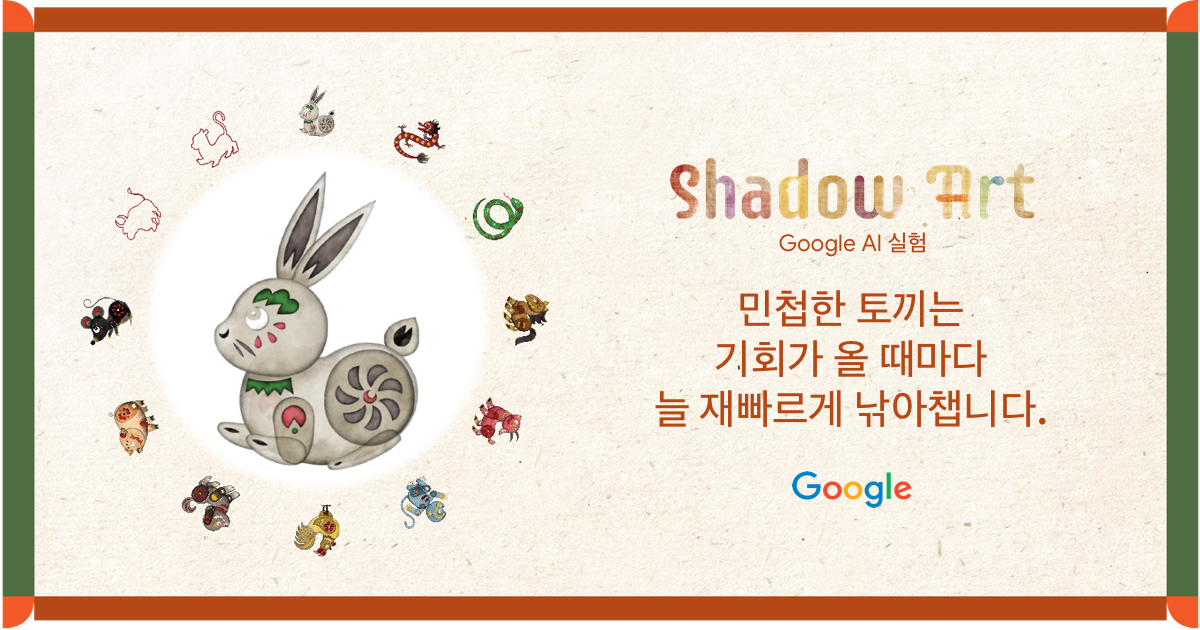 Shadow Art
Google AI 실험
민첩한 토끼는
기회가 올 때마다
늘 재빠르게 낚아챕니다.
Google